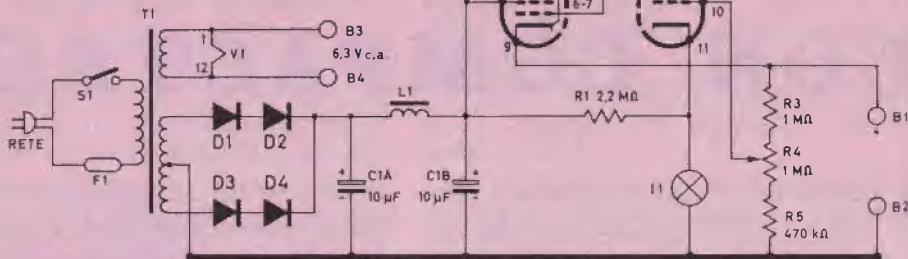 6-7
10
9
11
T1
1
V1
12
B3
6,3 V c.a.
B4
S1
RETE
F1
D1
D2
D3
D4
L1
C1A
10 µF
C1B
10 µF
+
-
+
-
R1 2,2 MΩ
I1
R3
1 MΩ
R4
1 MΩ
R5
470 kΩ
B1
+
B2
-